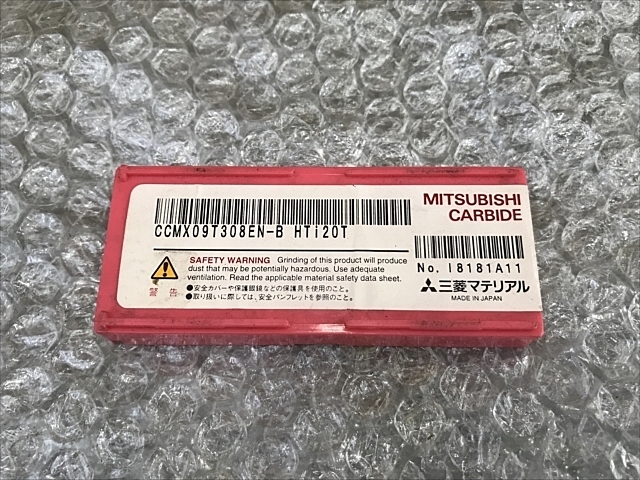 MITSUBISHI
CARBIDE
CCMX09T308EN-B HTi20T
No. I8181A11
SAFETY WARNING Grinding of this product will produce
dust that may be potentially hazardous. Use adequate
ventilation. Read the applicable material safety data sheet.
警告
●安全カバーや保護眼鏡などの保護具を使用のこと。
●取り扱いに際しては、安全パンフレットを参照のこと。
三菱マテリアル
MADE IN JAPAN